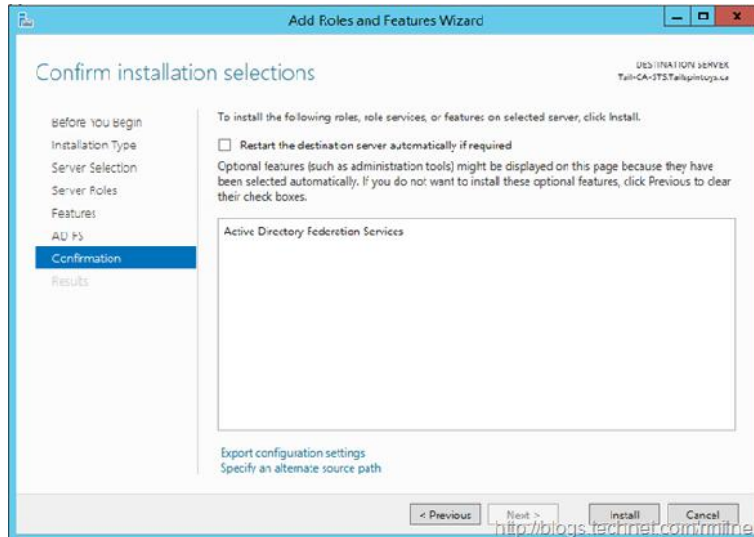 Add Roles and Features Wizard
Confirm installation selections
DESTINATION SERVER
Tail-CA-STS.Tailspintoys.ca
Before You Begin
Installation Type
Server Selection
Server Roles
Features
AD FS
Confirmation
Results
To install the following roles, role services, or features on selected server, click Install.
Restart the destination server automatically if required
Optional features (such as administration tools) might be displayed on this page because they have
been selected automatically. If you do not want to install these optional features, click Previous to clear
their check boxes.
Active Directory Federation Services
Export configuration settings
Specify an alternate source path
< Previous
Next >
Install
Cancel
http://blogs.technet.com/rmilne